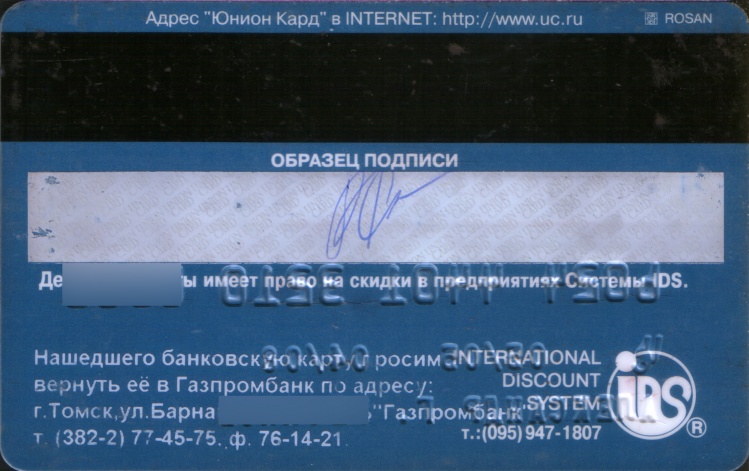 Адрес "Юнион Кард" в INTERNET: http://www.uc.ru
ROSAN
ОБРАЗЕЦ ПОДПИСИ
имеет право на скидки в предприятиях Системы IDS.
Нашедшего банковскую карту просим
вернуть её в Газпромбанк по адресу:
г.Томск,ул. "Газпромбанк"
т. (382-2) 77-45-75. ф. 76-14-21.
INTERNATIONAL
DISCOUNT
SYSTEM
т.:(095) 947-1807
IDS ®